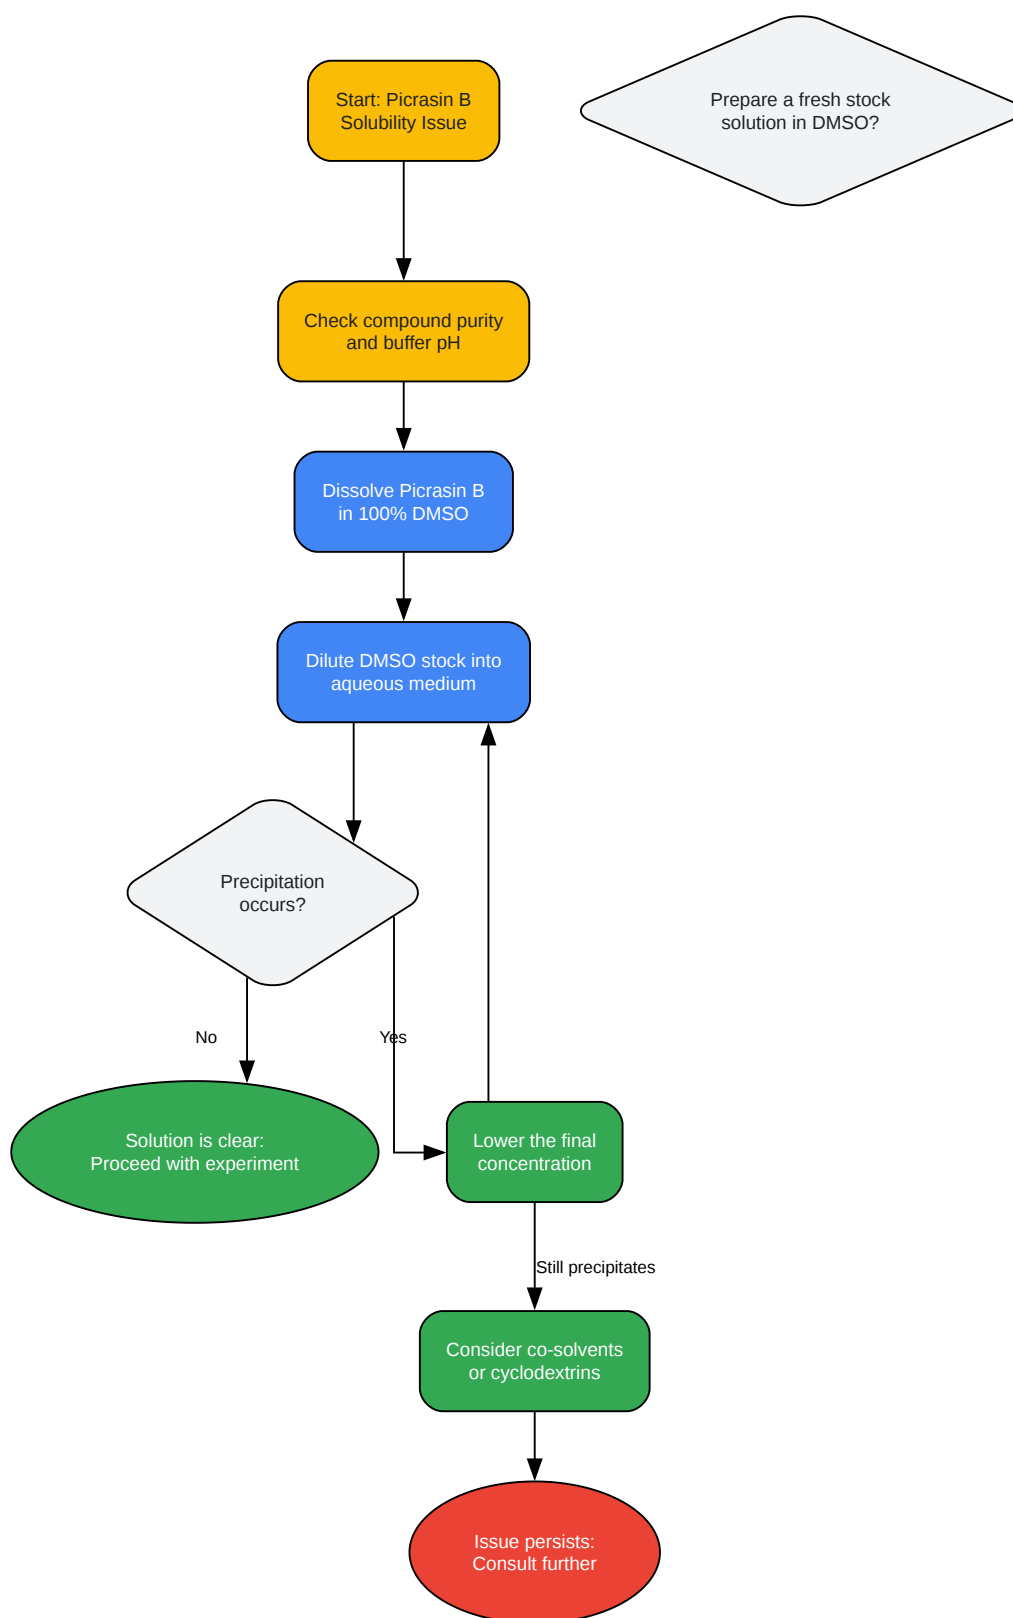 Start: Picrasin B
Solubility Issue
Prepare a fresh stock
solution in DMSO?
Check compound purity
and buffer pH
Dissolve Picrasin B
in 100% DMSO
Dilute DMSO stock into
aqueous medium
Precipitation
occurs?
No
Yes
Solution is clear:
Proceed with experiment
Lower the final
concentration
Still precipitates
Consider co-solvents
or cyclodextrins
Issue persists:
Consult further